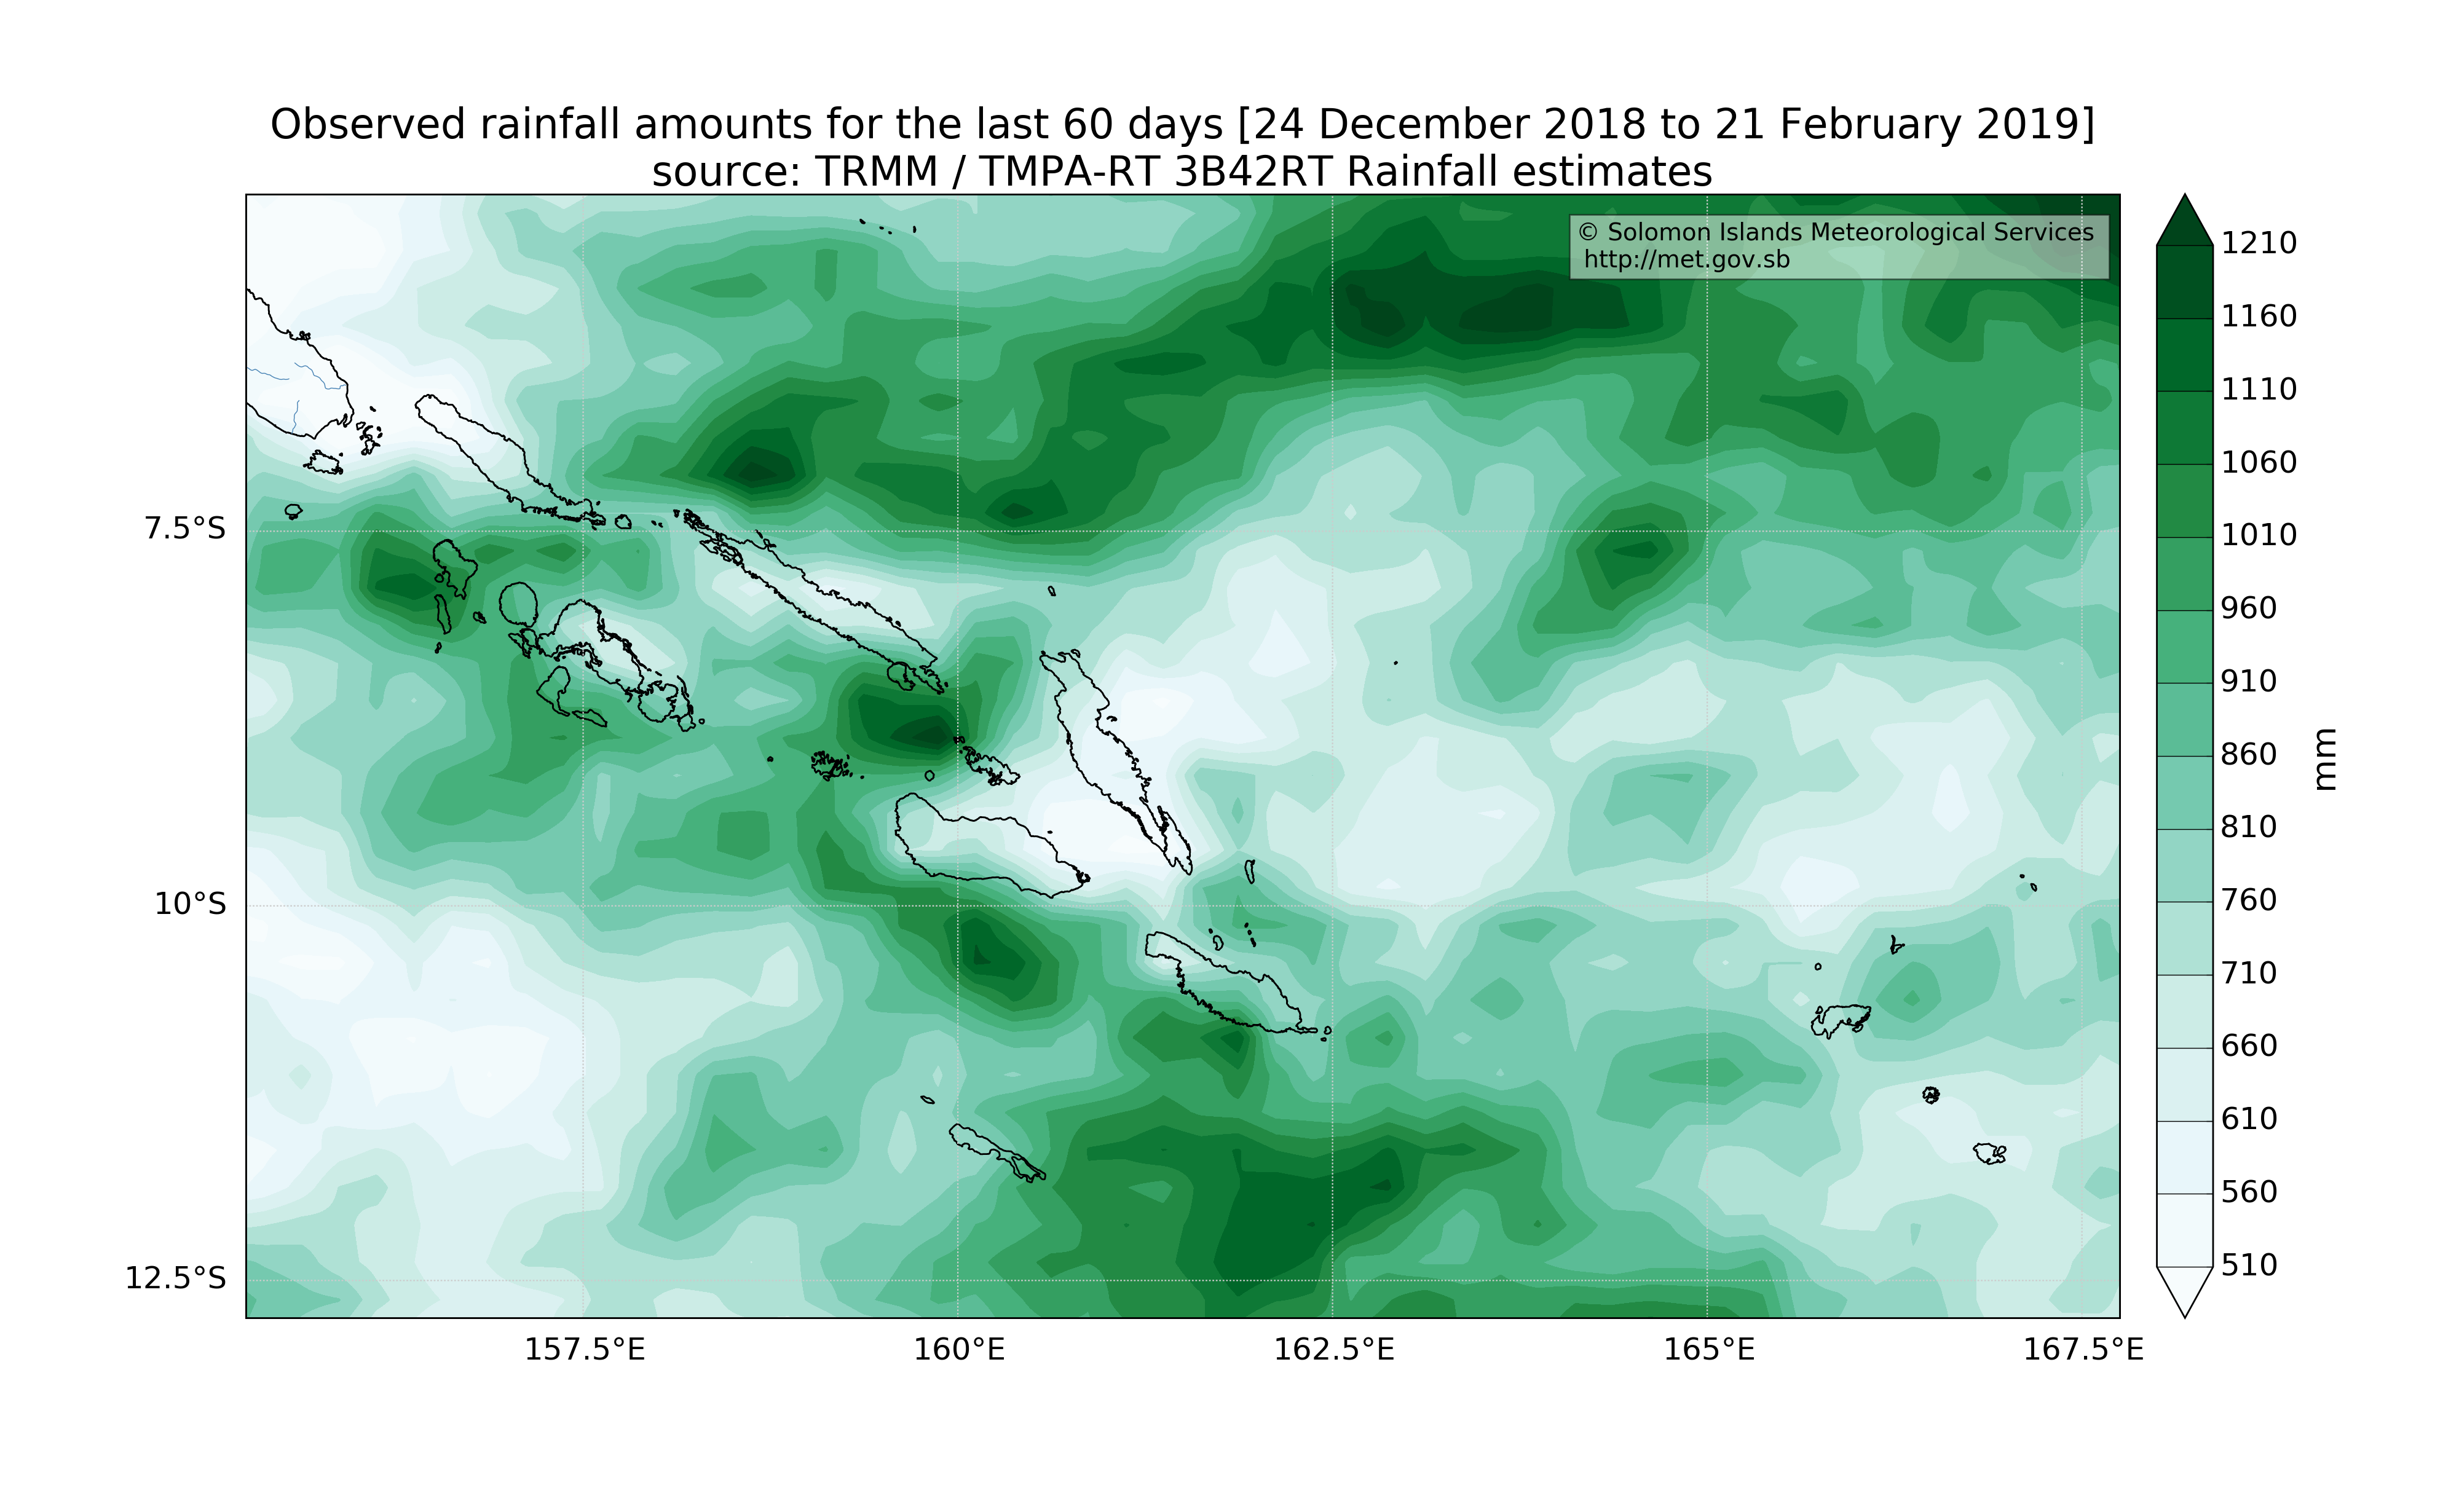 Observed rainfall amounts for the last 60 days [24 December 2018 to 21 February 2019]
source: TRMM / TMPA-RT 3B42RT Rainfall estimates
© Solomon Islands Meteorological Services
http://met.gov.sb
7.5°S
10°S
12.5°S
157.5°E
160°E
162.5°E
165°E
167.5°E
1210
1160
1110
1060
1010
960
910
860
810
760
710
660
610
560
510
mm